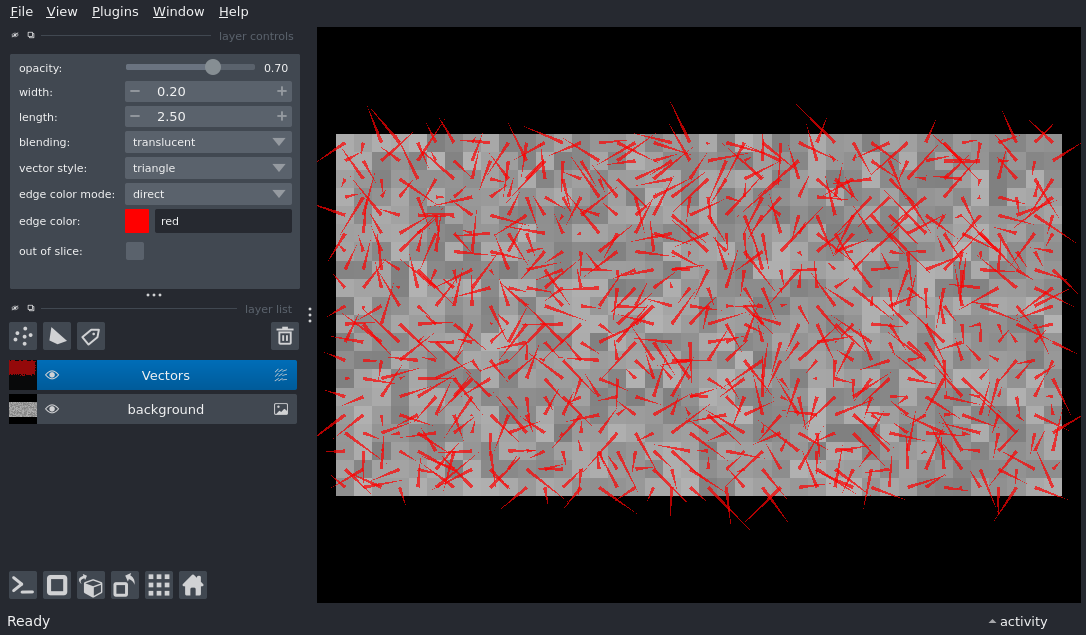 File View Plugins Window Help
layer controls
opacity: 0.70
width: − 0.20 +
length: − 2.50 +
blending: translucent
vector style: triangle
edge color mode: direct
edge color: red
out of slice:
layer list
Vectors
background
Ready
activity